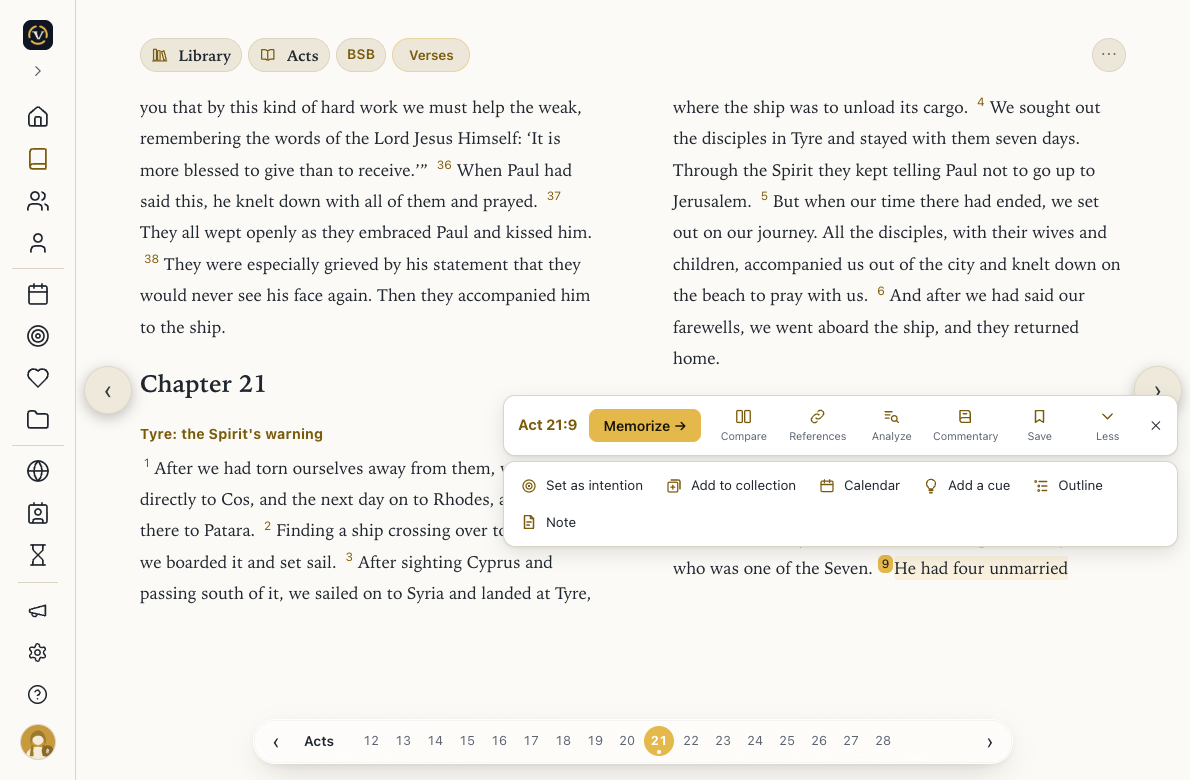 Library
Acts
BSB
Verses
you that by this kind of hard work we must help the weak,
remembering the words of the Lord Jesus Himself: ‘It is
more blessed to give than to receive.’” 36 When Paul had
said this, he knelt down with all of them and prayed. 37
They all wept openly as they embraced Paul and kissed him.
38 They were especially grieved by his statement that they
would never see his face again. Then they accompanied him
to the ship.
Chapter 21
Tyre: the Spirit's warning
1 After we had torn ourselves away from them,
directly to Cos, and the next day on to Rhodes,
there to Patara. 2 Finding a ship crossing over to
we boarded it and set sail. 3 After sighting Cyprus and
passing south of it, we sailed on to Syria and landed at Tyre,
where the ship was to unload its cargo. 4 We sought out
the disciples in Tyre and stayed with them seven days.
Through the Spirit they kept telling Paul not to go up to
Jerusalem. 5 But when our time there had ended, we set
out on our journey. All the disciples, with their wives and
children, accompanied us out of the city and knelt down on
the beach to pray with us. 6 And after we had said our
farewells, we went aboard the ship, and they returned
home.
Act 21:9
Memorize →
Compare
References
Analyze
Commentary
Save
Less
Set as intention
Add to collection
Calendar
Add a cue
Outline
Note
who was one of the Seven. 9 He had four unmarried
Acts
12 13 14 15 16 17 18 19 20 21 22 23 24 25 26 27 28